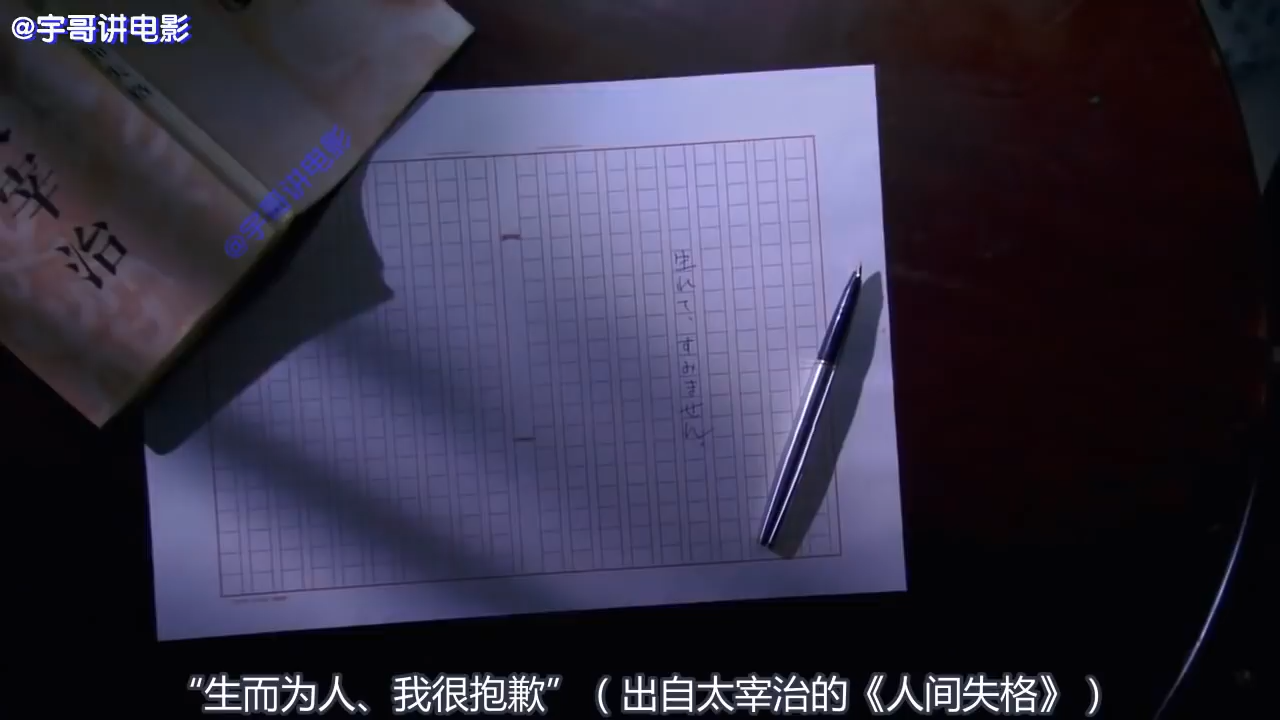 @宇哥讲电影
宰治
@宇哥讲电影
生れて、すみません。
“生而为人、我很抱歉”（出自太宰治的《人间失格》）